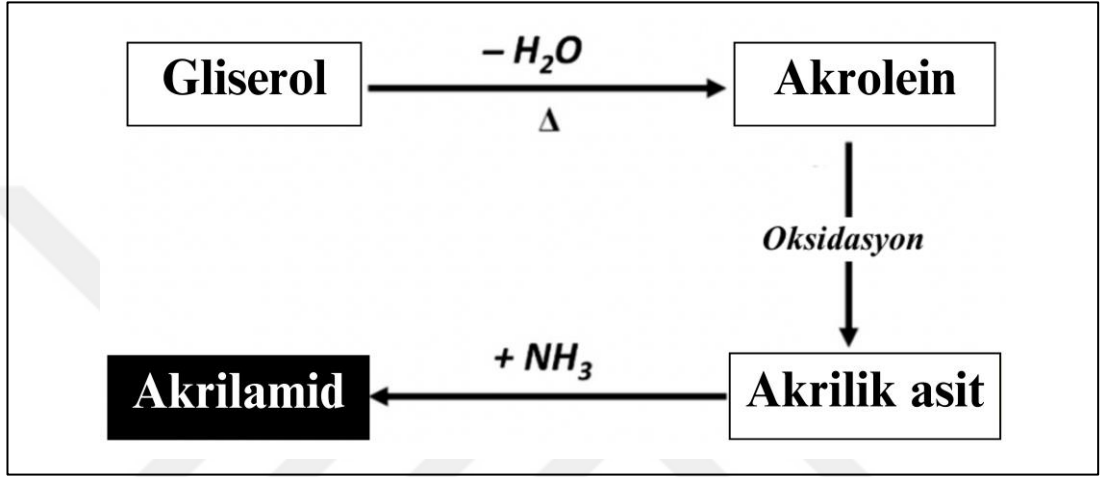 Gliserol
– H₂O
Δ
Akrolein
Oksidasyon
Akrilik asit
+ NH₃
Akrilamid